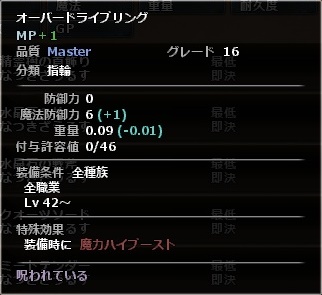 オーバードライブリング
MP+1
品質 Master グレード 16
分類 指輪
防御力 0
魔法防御力 6 (+1)
重量 0.09 (-0.01)
付与許容値 0/46
装備条件 全種族
全職業
Lv 42～
特殊効果
装備時に 魔力ハイブースト
呪われている